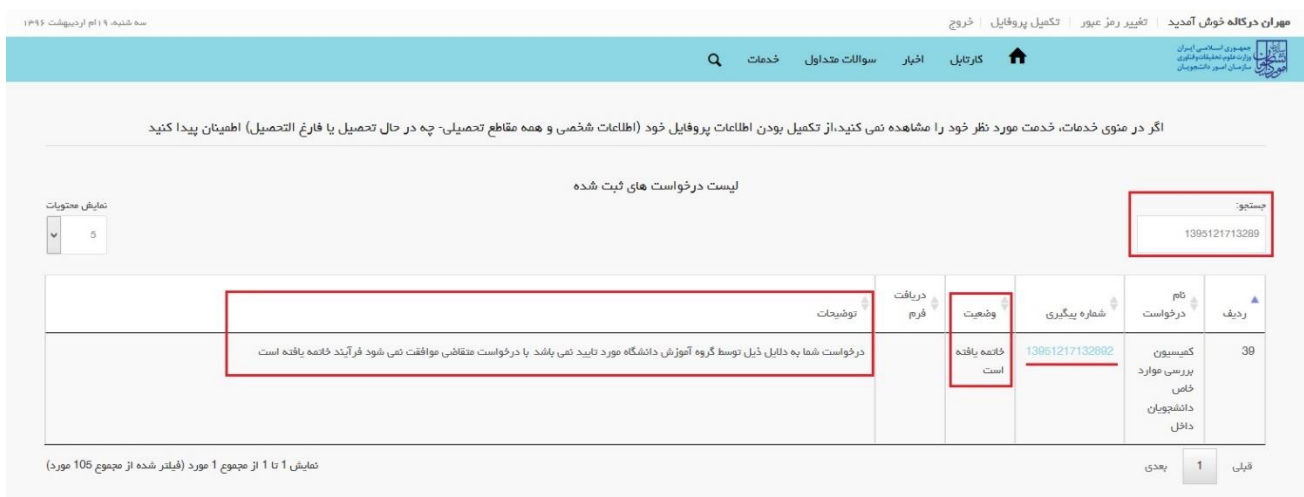 مهران درکاله خوش آمدید | تغییر رمز عبور | تکمیل پروفایل | خروج
سه شنبه، ۱۹ام اردیبهشت ۱۳۹۶
جمهوری اسلامی ایران
وزارت علوم، تحقیقات و فناوری
سازمان امور دانشجویان
کارتابل اخبار سوالات متداول خدمات
اگر در منوی خدمات، خدمت مورد نظر خود را مشاهده نمی کنید،از تکمیل بودن اطلاعات پروفایل خود (اطلاعات شخصی و همه مقاطع تحصیلی- چه در حال تحصیل یا فارغ التحصیل) اطمینان پیدا کنید
لیست درخواست های ثبت شده
جستجو:
1395121713289
نمایش محتویات
5
ردیف نام درخواست شماره پیگیری وضعیت دریافت فرم توضیحات
39 کمیسیون بررسی موارد خاص دانشجویان داخل 13951217132892 خاتمه یافته است درخواست شما به دلایل ذیل توسط گروه آموزش دانشگاه مورد تایید نمی باشد با درخواست متقاضی موافقت نمی شود فرآیند خاتمه یافته است
قبلی 1 بعدی
نمایش 1 تا 1 از مجموع 1 مورد (فیلتر شده از مجموع 105 مورد)